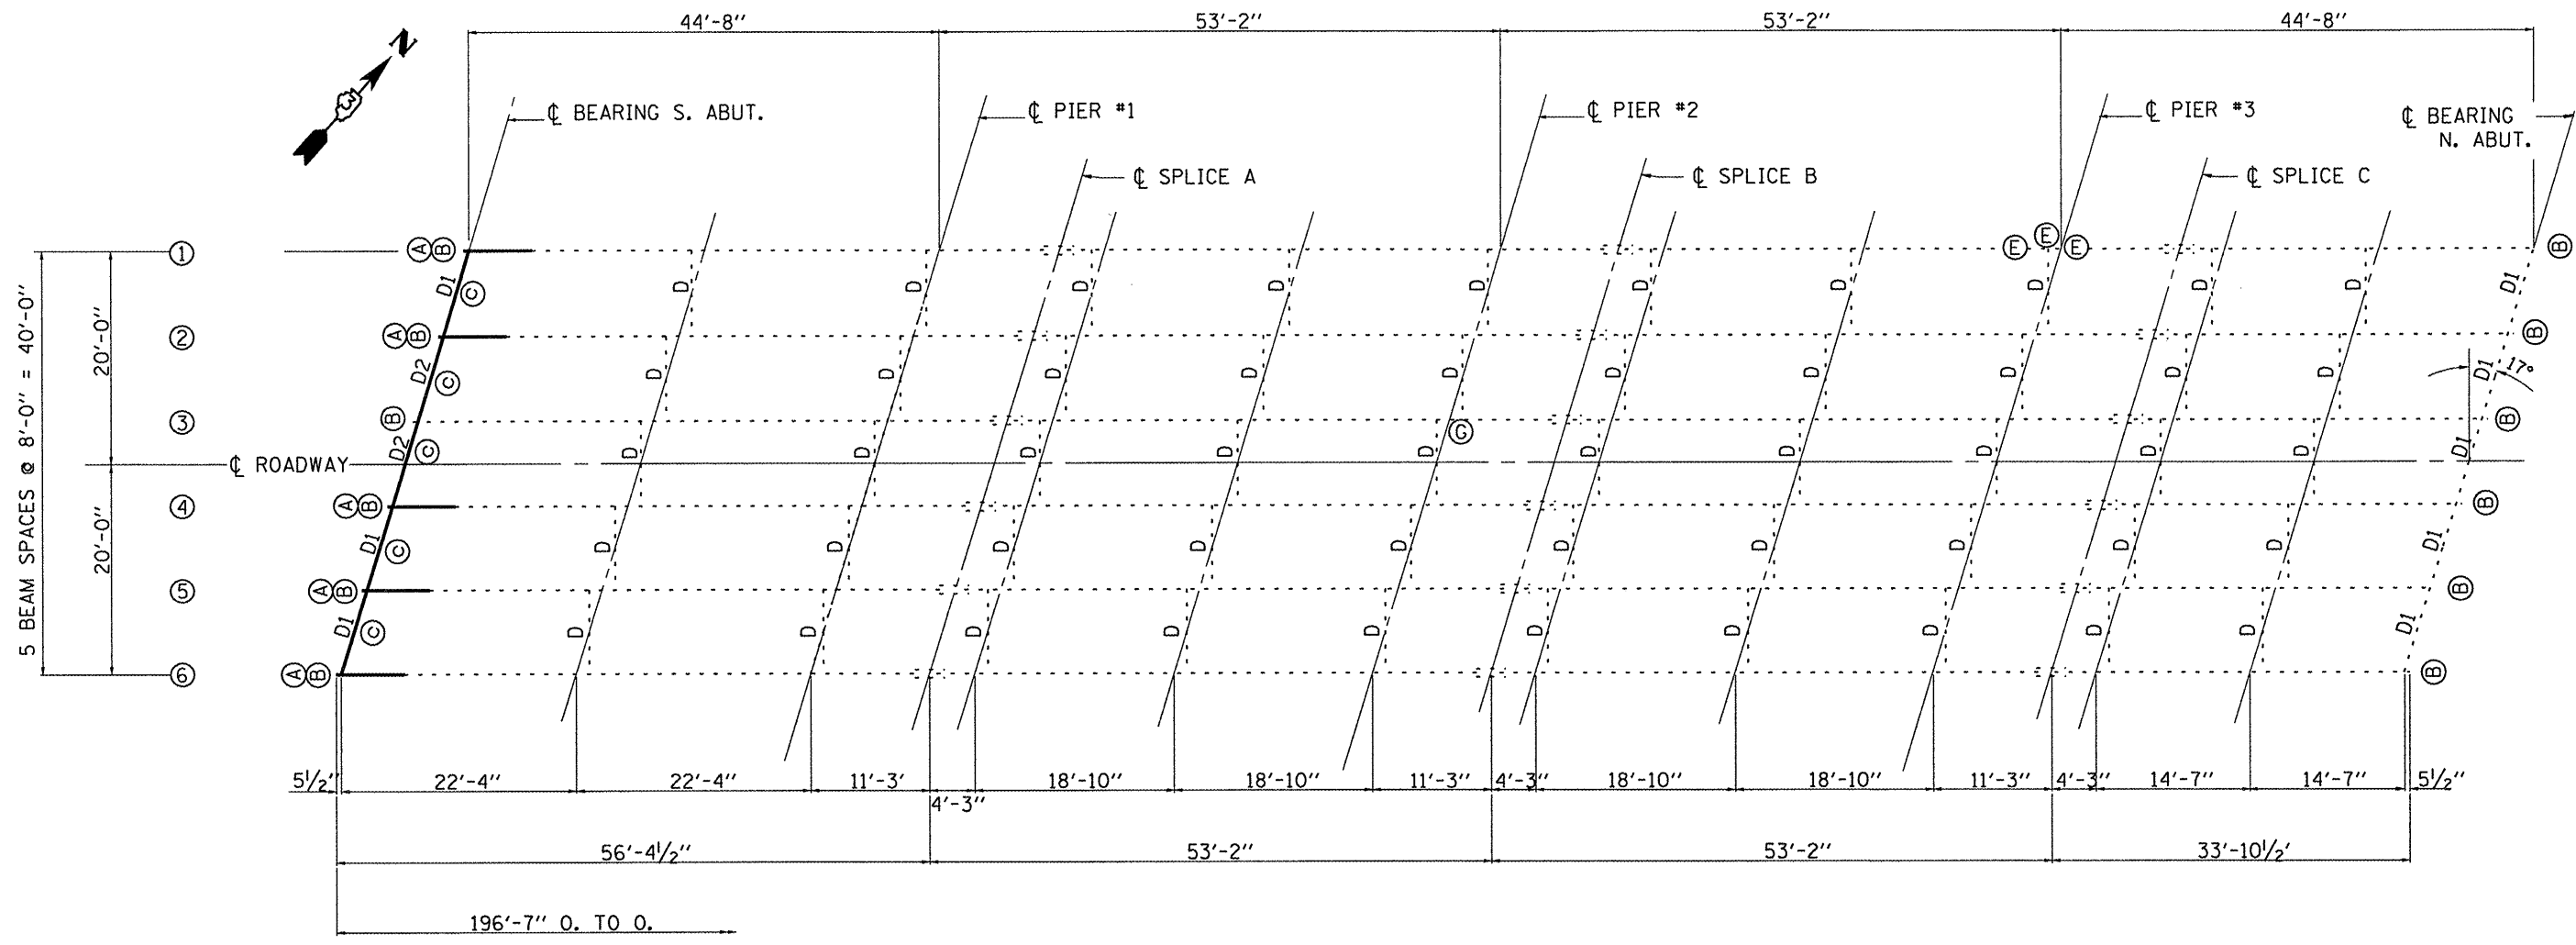 44'-8" 53'-2" 53'-2" 44'-8"
N
℄ BEARING S. ABUT.
℄ PIER #1
℄ PIER #2
℄ PIER #3
℄ BEARING
N. ABUT.
℄ SPLICE A
℄ SPLICE B
℄ SPLICE C
1 A B E E E B
D1 C D D D D D D D D D D D1
2 A B B
D2 C D D D D D D D D D D D1 17°
3 B G B
D2 C D D D D D D D D D D D1
℄ ROADWAY
4 A B B
D1 C D D D D D D D D D D D1
5 A B B
D1 C D D D D D D D D D D D1
6 A B B
5 BEAM SPACES @ 8'-0" = 40'-0"
20'-0"
20'-0"
5½" 22'-4" 22'-4" 11'-3' 18'-10" 18'-10" 11'-3" 4'-3" 18'-10" 18'-10" 11'-3" 4'-3" 14'-7" 14'-7" 5½"
4'-3"
56'-4½" 53'-2" 53'-2" 33'-10½'
196'-7" O. TO O.